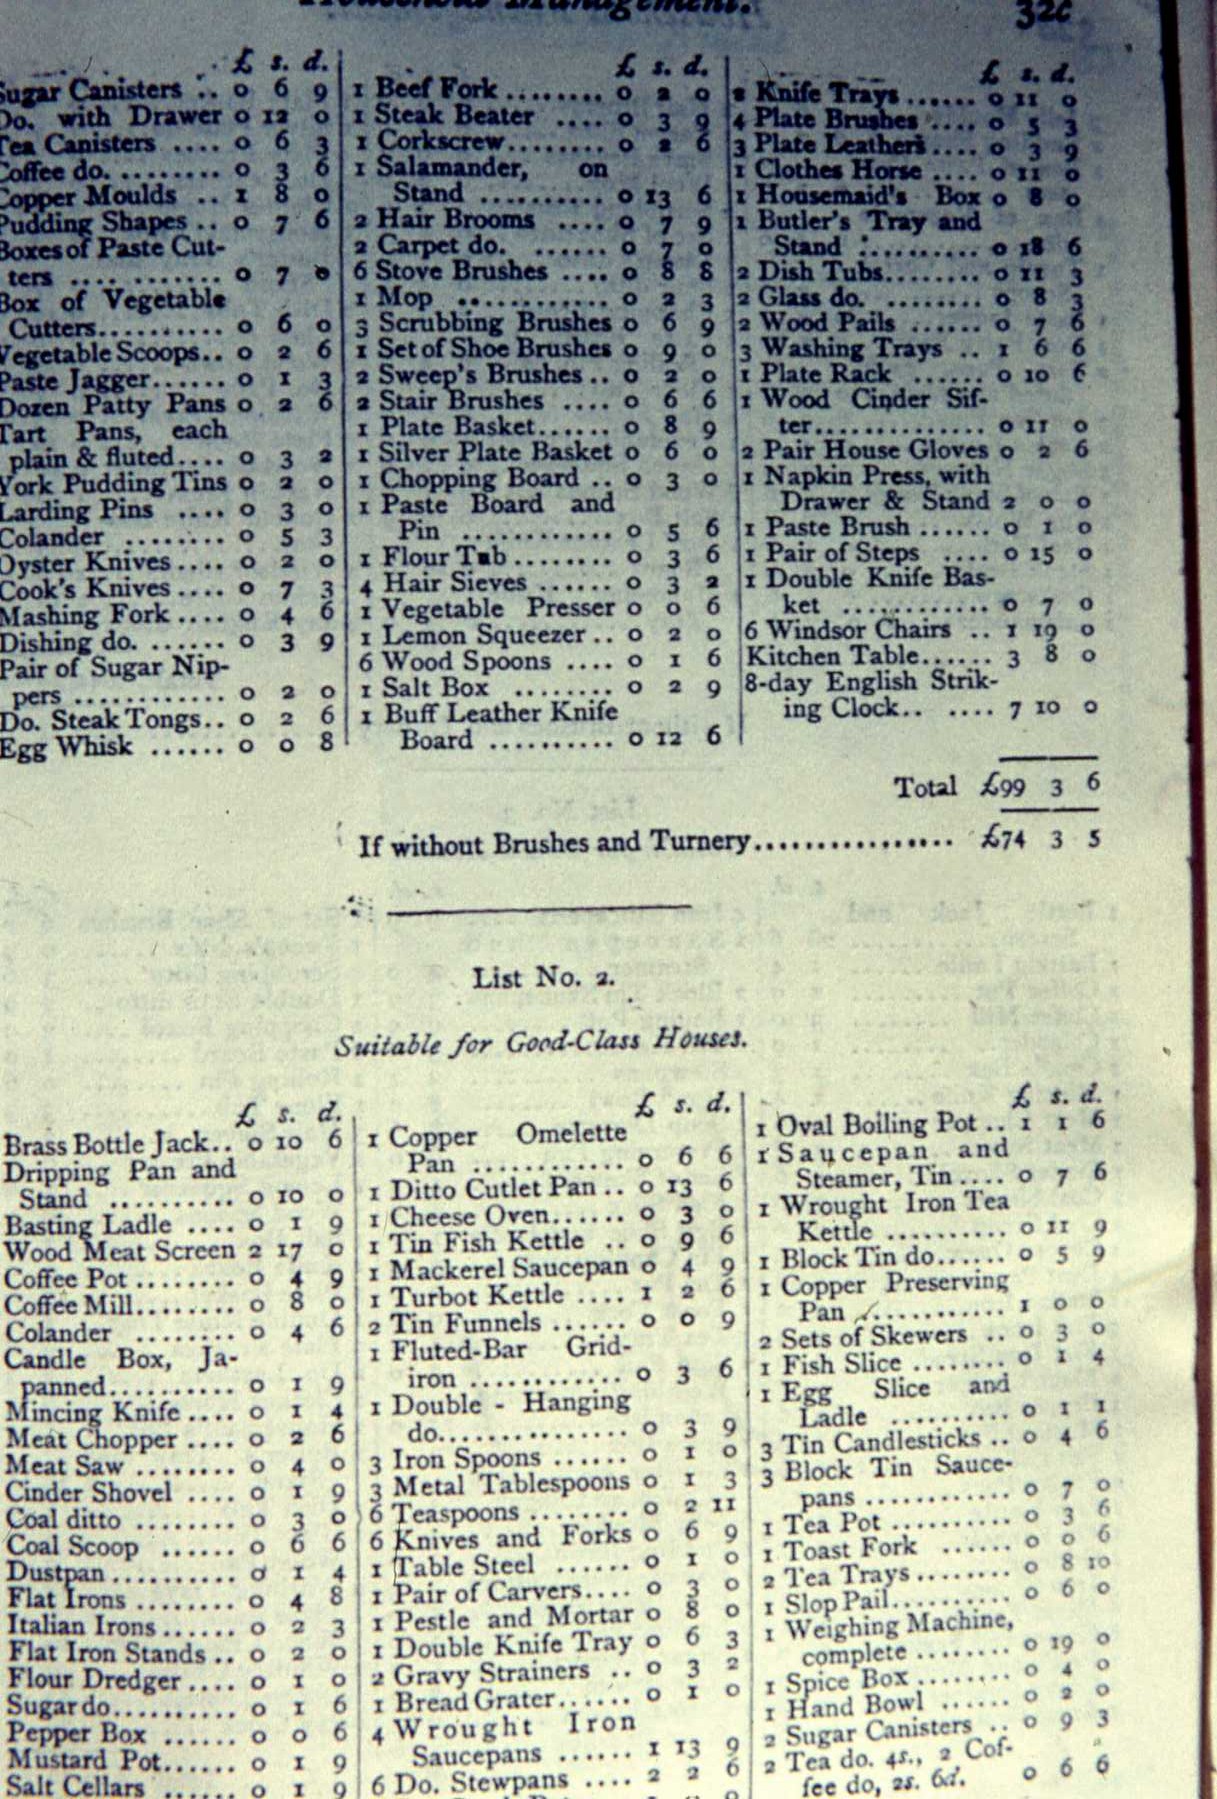 Household Management.
£ s. d.
Sugar Canisters .. 0 6 9
Do. with Drawer 0 12 0
Tea Canisters .... 0 6 3
Coffee do. ........ 0 3 6
Copper Moulds .. 1 8 0
Pudding Shapes .. 0 7 6
Boxes of Paste Cut-
ters .... ....... 0 7 0
Box of Vegetable
Cutters.......... 0 6 0
Vegetable Scoops.. 0 2 6
Paste Jagger...... 0 1 3
Dozen Patty Pans 0 2 6
Tart Pans, each
plain & fluted.... 0 3 2
York Pudding Tins 0 2 0
Larding Pins .... 0 3 0
Colander ........ 0 5 3
Oyster Knives.... 0 2 0
Cook's Knives.... 0 7 3
Mashing Fork.... 0 4 6
Dishing do....... 0 3 9
Pair of Sugar Nip-
pers ............ 0 2 0
Do. Steak Tongs.. 0 2 6
Egg Whisk ...... 0 0 8
£ s. d.
1 Beef Fork........ 0 2 0
1 Steak Beater .... 0 3 9
1 Corkscrew........ 0 2 6
1 Salamander, on
Stand .......... 0 13 6
2 Hair Brooms .... 0 7 9
2 Carpet do. ...... 0 7 0
6 Stove Brushes .... 0 8 8
1 Mop ............ 0 2 3
3 Scrubbing Brushes 0 6 9
1 Set of Shoe Brushes 0 9 0
2 Sweep's Brushes.. 0 2 0
2 Stair Brushes .... 0 6 6
1 Plate Basket...... 0 8 9
1 Silver Plate Basket 0 6 0
1 Chopping Board .. 0 3 0
1 Paste Board and
Pin ............ 0 5 6
1 Flour Tub........ 0 3 6
4 Hair Sieves ...... 0 3 2
1 Vegetable Presser 0 0 6
1 Lemon Squeezer.. 0 2 0
6 Wood Spoons .... 0 1 6
1 Salt Box ........ 0 2 9
1 Buff Leather Knife
Board .......... 0 12 6
£ s. d.
Knife Trays...... 0 11 0
4 Plate Brushes .... 0 5 3
3 Plate Leathers.... 0 3 9
1 Clothes Horse .... 0 11 0
1 Housemaid's Box 0 8 0
1 Butler's Tray and
Stand ........... 0 18 6
2 Dish Tubs........ 0 11 3
2 Glass do. ........ 0 8 3
2 Wood Pails ...... 0 7 6
3 Washing Trays .. 1 6 6
1 Plate Rack ...... 0 10 6
1 Wood Cinder Sif-
ter.............. 0 11 0
2 Pair House Gloves 0 2 6
1 Napkin Press, with
Drawer & Stand 2 0 0
1 Paste Brush ...... 0 1 0
1 Pair of Steps .... 0 15 0
1 Double Knife Bas-
ket ............ 0 7 0
6 Windsor Chairs .. 1 19 0
Kitchen Table...... 3 8 0
8-day English Strik-
ing Clock.. .... 7 10 0
Total £99 3 6
If without Brushes and Turnery................ £74 3 5
List No. 2.
Suitable for Good-Class Houses.
£ s. d.
Brass Bottle Jack.. 0 10 6
Dripping Pan and
Stand .......... 0 10 0
Basting Ladle .... 0 1 9
Wood Meat Screen 2 17 0
Coffee Pot ........ 0 4 9
Coffee Mill........ 0 8 0
Colander ........ 0 4 6
Candle Box, Ja-
panned.......... 0 1 9
Mincing Knife.... 0 1 4
Meat Chopper .... 0 2 6
Meat Saw ........ 0 4 0
Cinder Shovel .... 0 1 9
Coal ditto ........ 0 3 0
Coal Scoop ...... 0 6 6
Dustpan.......... 0 1 4
Flat Irons ........ 0 4 8
Italian Irons...... 0 2 3
Flat Iron Stands .. 0 2 0
Flour Dredger.... 0 1 0
Sugar do.......... 0 1 6
Pepper Box ...... 0 0 6
Mustard Pot...... 0 1 9
Salt Cellars ...... 0 1 9
£ s. d.
1 Copper Omelette
Pan ............ 0 6 6
1 Ditto Cutlet Pan.. 0 13 6
1 Cheese Oven...... 0 3 0
1 Tin Fish Kettle .. 0 9 6
1 Mackerel Saucepan 0 4 9
1 Turbot Kettle .... 1 2 6
2 Tin Funnels ...... 0 0 9
1 Fluted-Bar Grid-
iron ............ 0 3 6
1 Double - Hanging
do............... 0 3 9
3 Iron Spoons ...... 0 1 0
3 Metal Tablespoons 0 1 3
6 Teaspoons ........ 0 2 11
6 Knives and Forks 0 6 9
1 Table Steel ...... 0 1 0
1 Pair of Carvers.... 0 3 0
1 Pestle and Mortar 0 8 0
1 Double Knife Tray 0 6 3
2 Gravy Strainers .. 0 3 2
1 Bread Grater...... 0 1 0
4 Wrought Iron
Saucepans ...... 1 13 9
6 Do. Stewpans .... 2 2 6
£ s. d.
1 Oval Boiling Pot .. 1 1 6
1 Saucepan and
Steamer, Tin.... 0 7 6
1 Wrought Iron Tea
Kettle .......... 0 11 9
1 Block Tin do...... 0 5 9
1 Copper Preserving
Pan ............ 1 0 0
2 Sets of Skewers .. 0 3 0
1 Fish Slice ........ 0 1 4
1 Egg Slice and
Ladle .......... 0 1 1
3 Tin Candlesticks .. 0 4 6
3 Block Tin Sauce-
pans ............ 0 7 0
1 Tea Pot .......... 0 3 6
1 Toast Fork ...... 0 0 6
2 Tea Trays........ 0 8 10
1 Slop Pail.......... 0 6 0
1 Weighing Machine,
complete ........ 0 19 0
1 Spice Box ........ 0 4 0
1 Hand Bowl ...... 0 2 0
2 Sugar Canisters .. 0 9 3
2 Tea do. 4s., 2 Cof-
fee do, 2s. 6d. 0 6 6